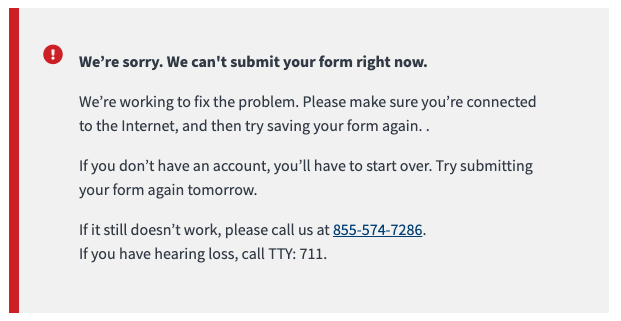 We’re sorry. We can't submit your form right now.
We’re working to fix the problem. Please make sure you’re connected
to the Internet, and then try saving your form again. .
If you don’t have an account, you’ll have to start over. Try submitting
your form again tomorrow.
If it still doesn’t work, please call us at 855-574-7286.
If you have hearing loss, call TTY: 711.